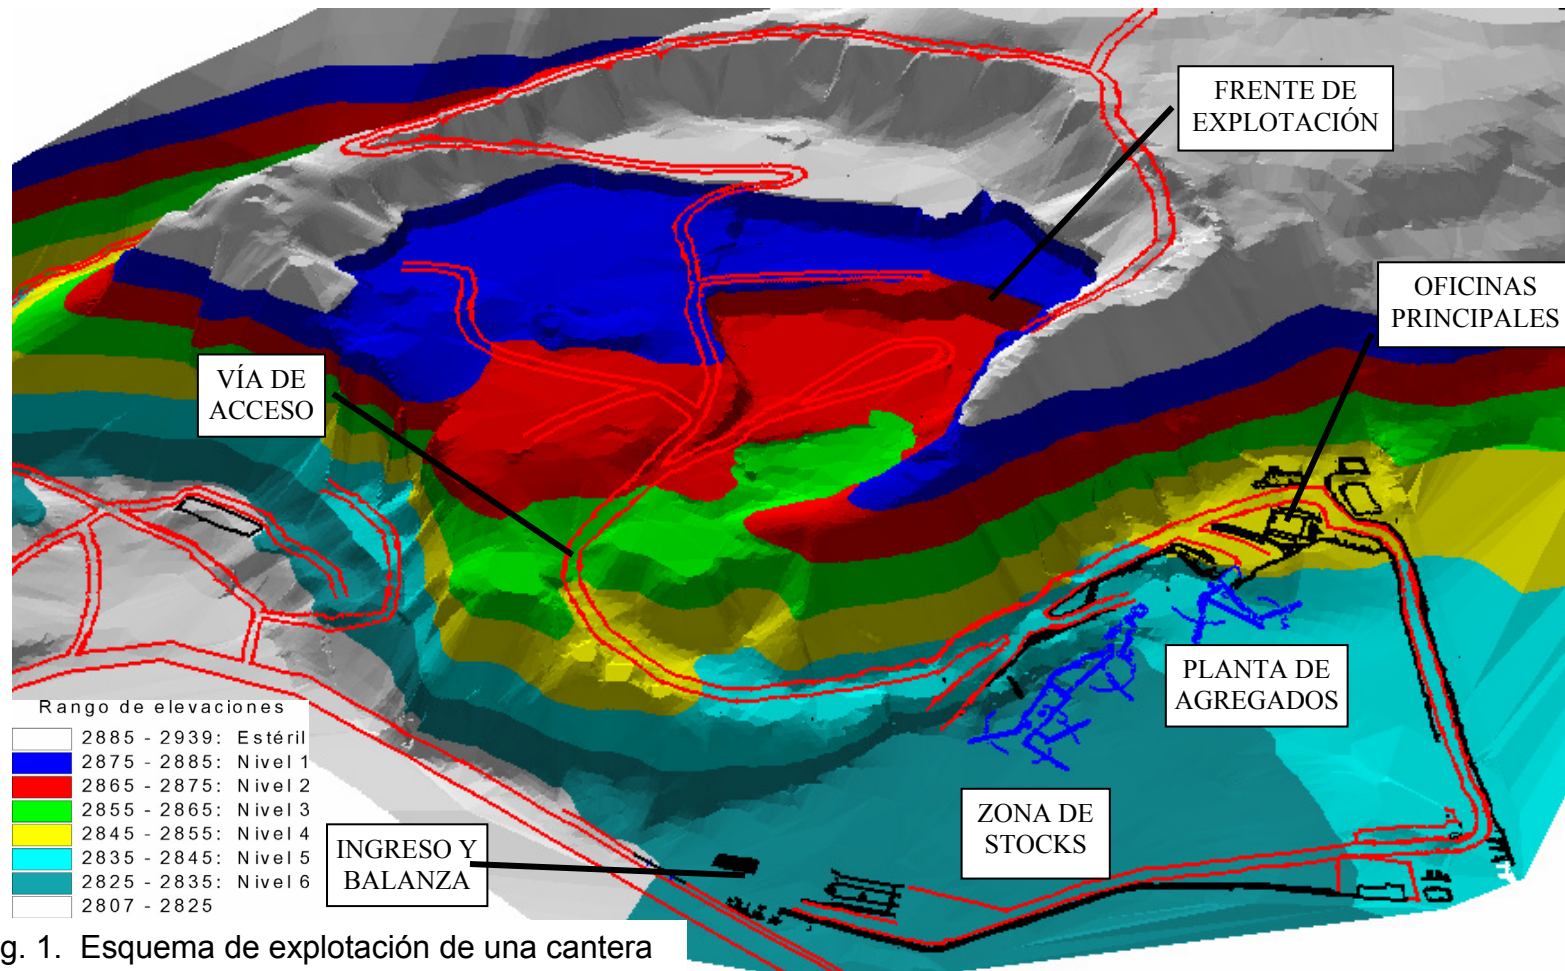 FRENTE DE
EXPLOTACIÓN
OFICINAS
PRINCIPALES
VÍA DE
ACCESO
PLANTA DE
AGREGADOS
ZONA DE
STOCKS
INGRESO Y
BALANZA
Rango de elevaciones
2885 - 2939: Estéril
2875 - 2885: Nivel 1
2865 - 2875: Nivel 2
2855 - 2865: Nivel 3
2845 - 2855: Nivel 4
2835 - 2845: Nivel 5
2825 - 2835: Nivel 6
2807 - 2825
g. 1. Esquema de explotación de una cantera